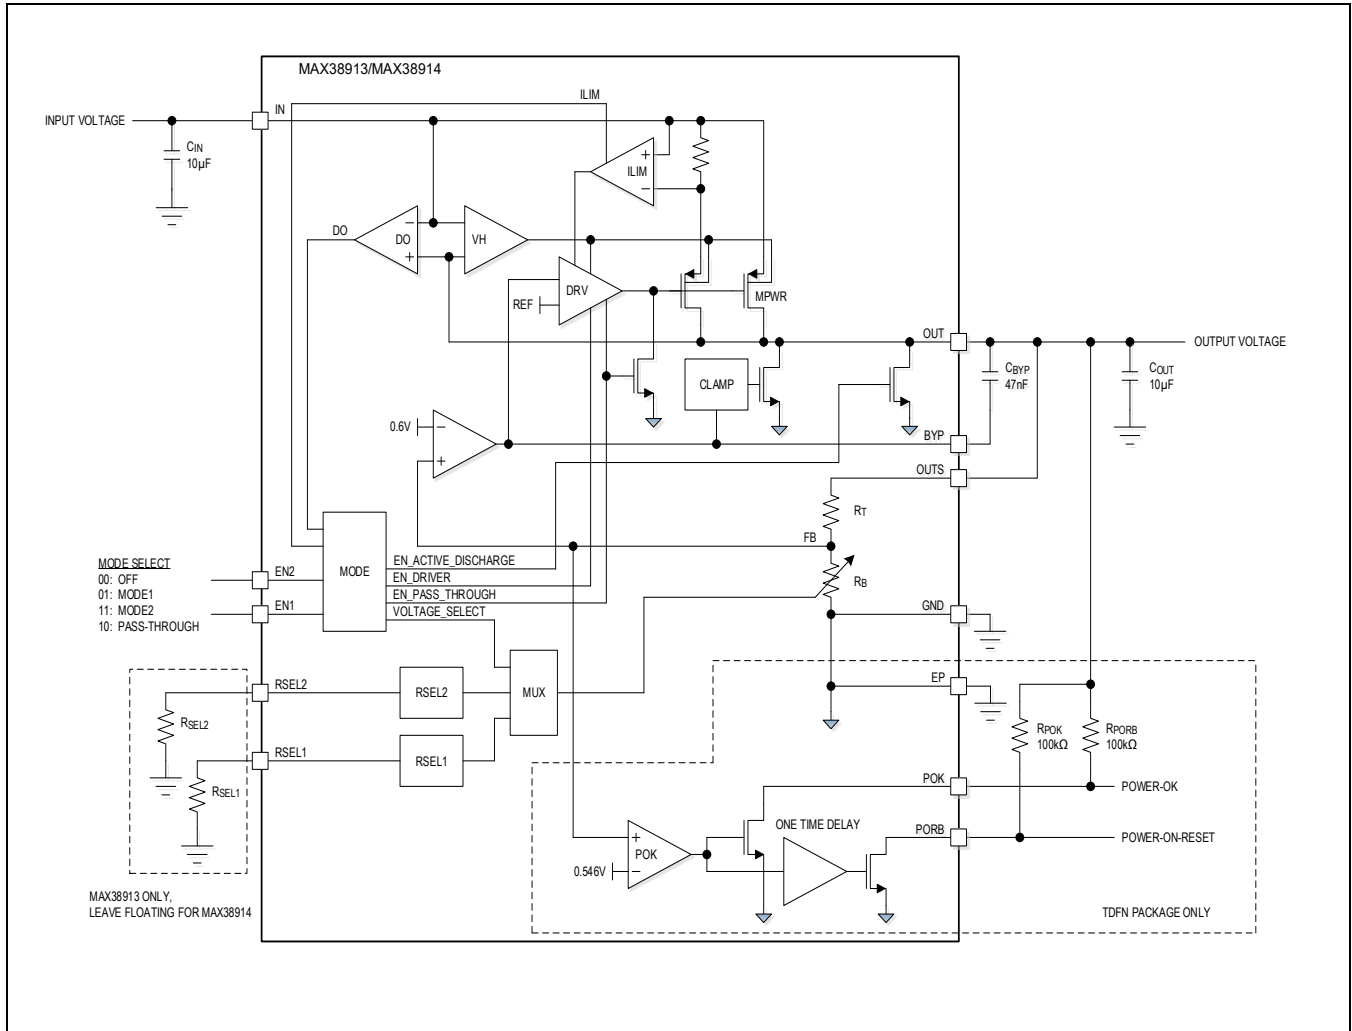 MAX38913/MAX38914
ILIM
IN
INPUT VOLTAGE
CIN
10µF
+
ILIM
−
DO
−
DO
+
VH
DRV
REF
MPWR
OUT
OUTPUT VOLTAGE
CLAMP
CBYP
47nF
COUT
10µF
0.6V
−
+
BYP
OUTS
RT
FB
RB
MODE SELECT
00: OFF
01: MODE1
11: MODE2
10: PASS-THROUGH
EN2
EN1
MODE
EN_ACTIVE_DISCHARGE
EN_DRIVER
EN_PASS_THROUGH
VOLTAGE_SELECT
GND
EP
RSEL2
RSEL2
RSEL2
MUX
RSEL1
RSEL1
RSEL1
RPOK
100kΩ
RPORB
100kΩ
POK
POWER-OK
ONE TIME DELAY
PORB
POWER-ON-RESET
+
POK
−
0.546V
MAX38913 ONLY,
LEAVE FLOATING FOR MAX38914
TDFN PACKAGE ONLY